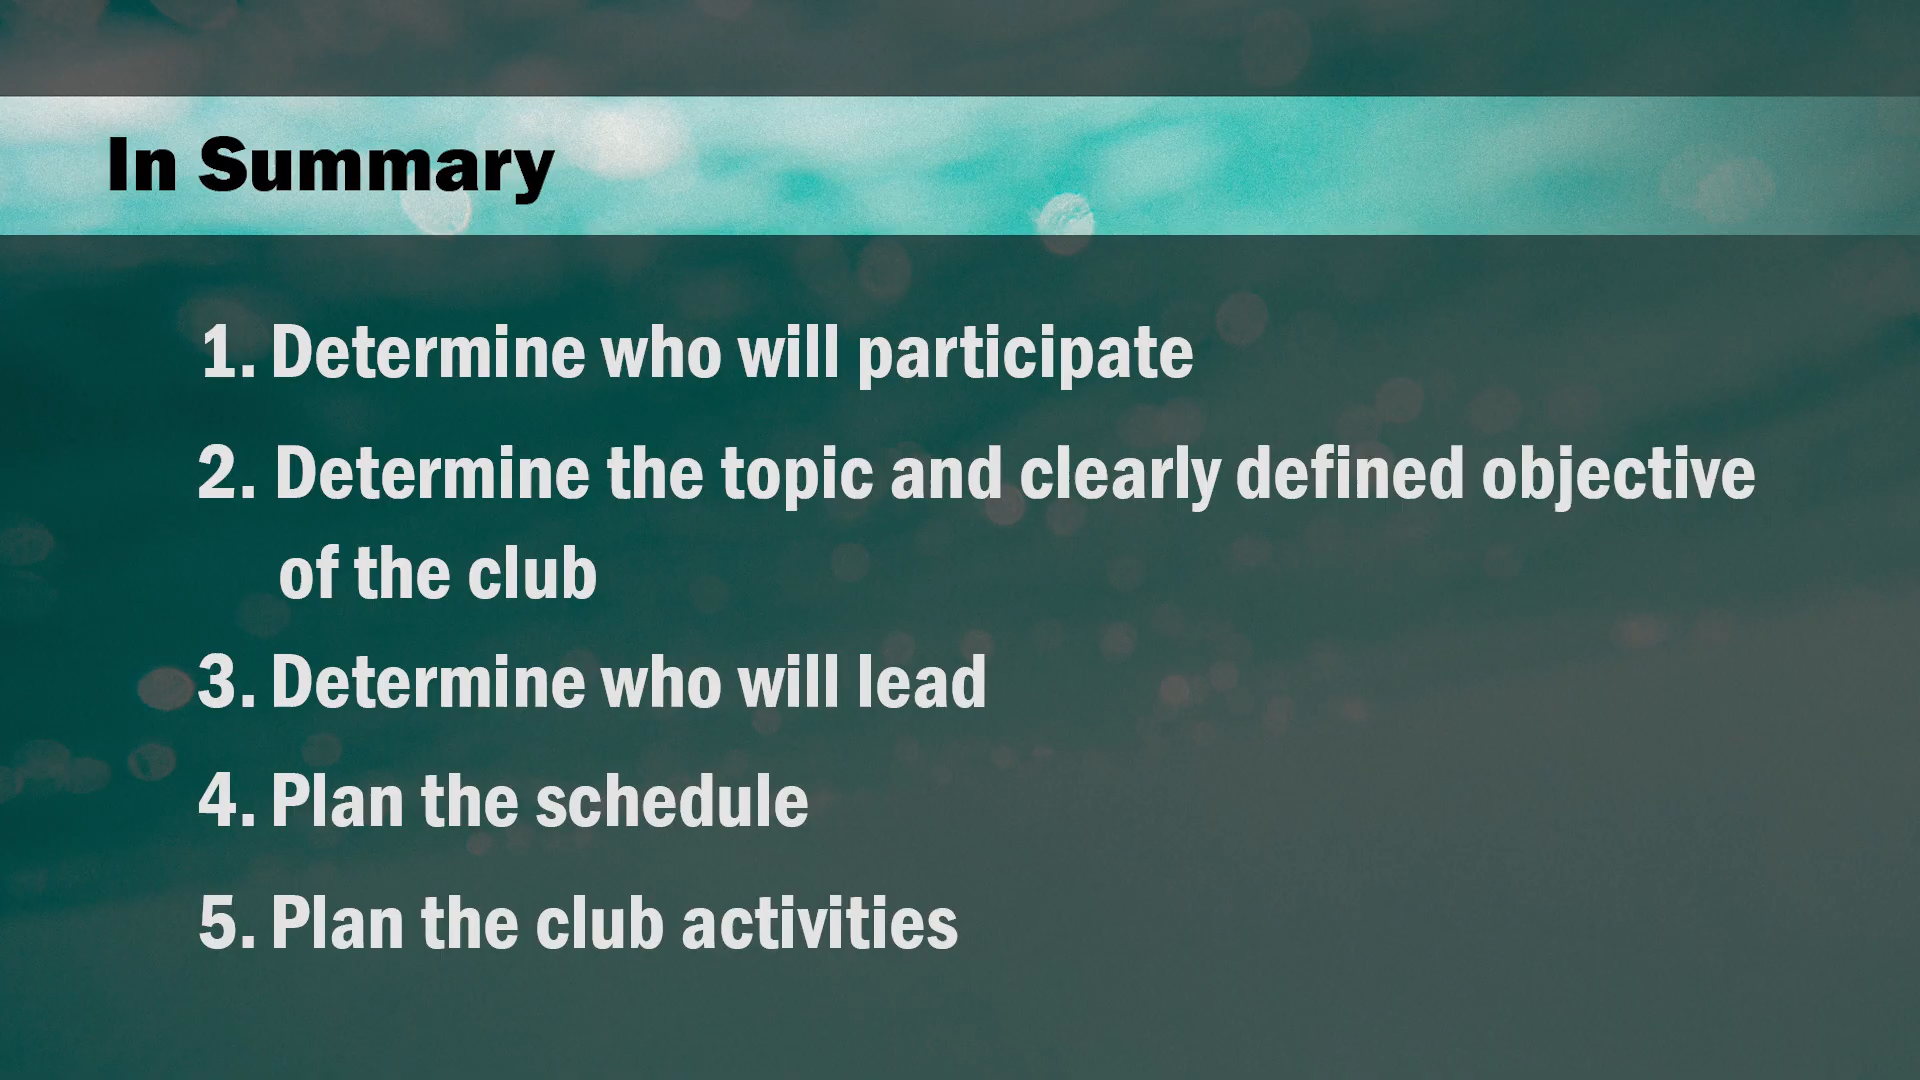 In Summary
1. Determine who will participate
2. Determine the topic and clearly defined objective
of the club
3. Determine who will lead
4. Plan the schedule
5. Plan the club activities